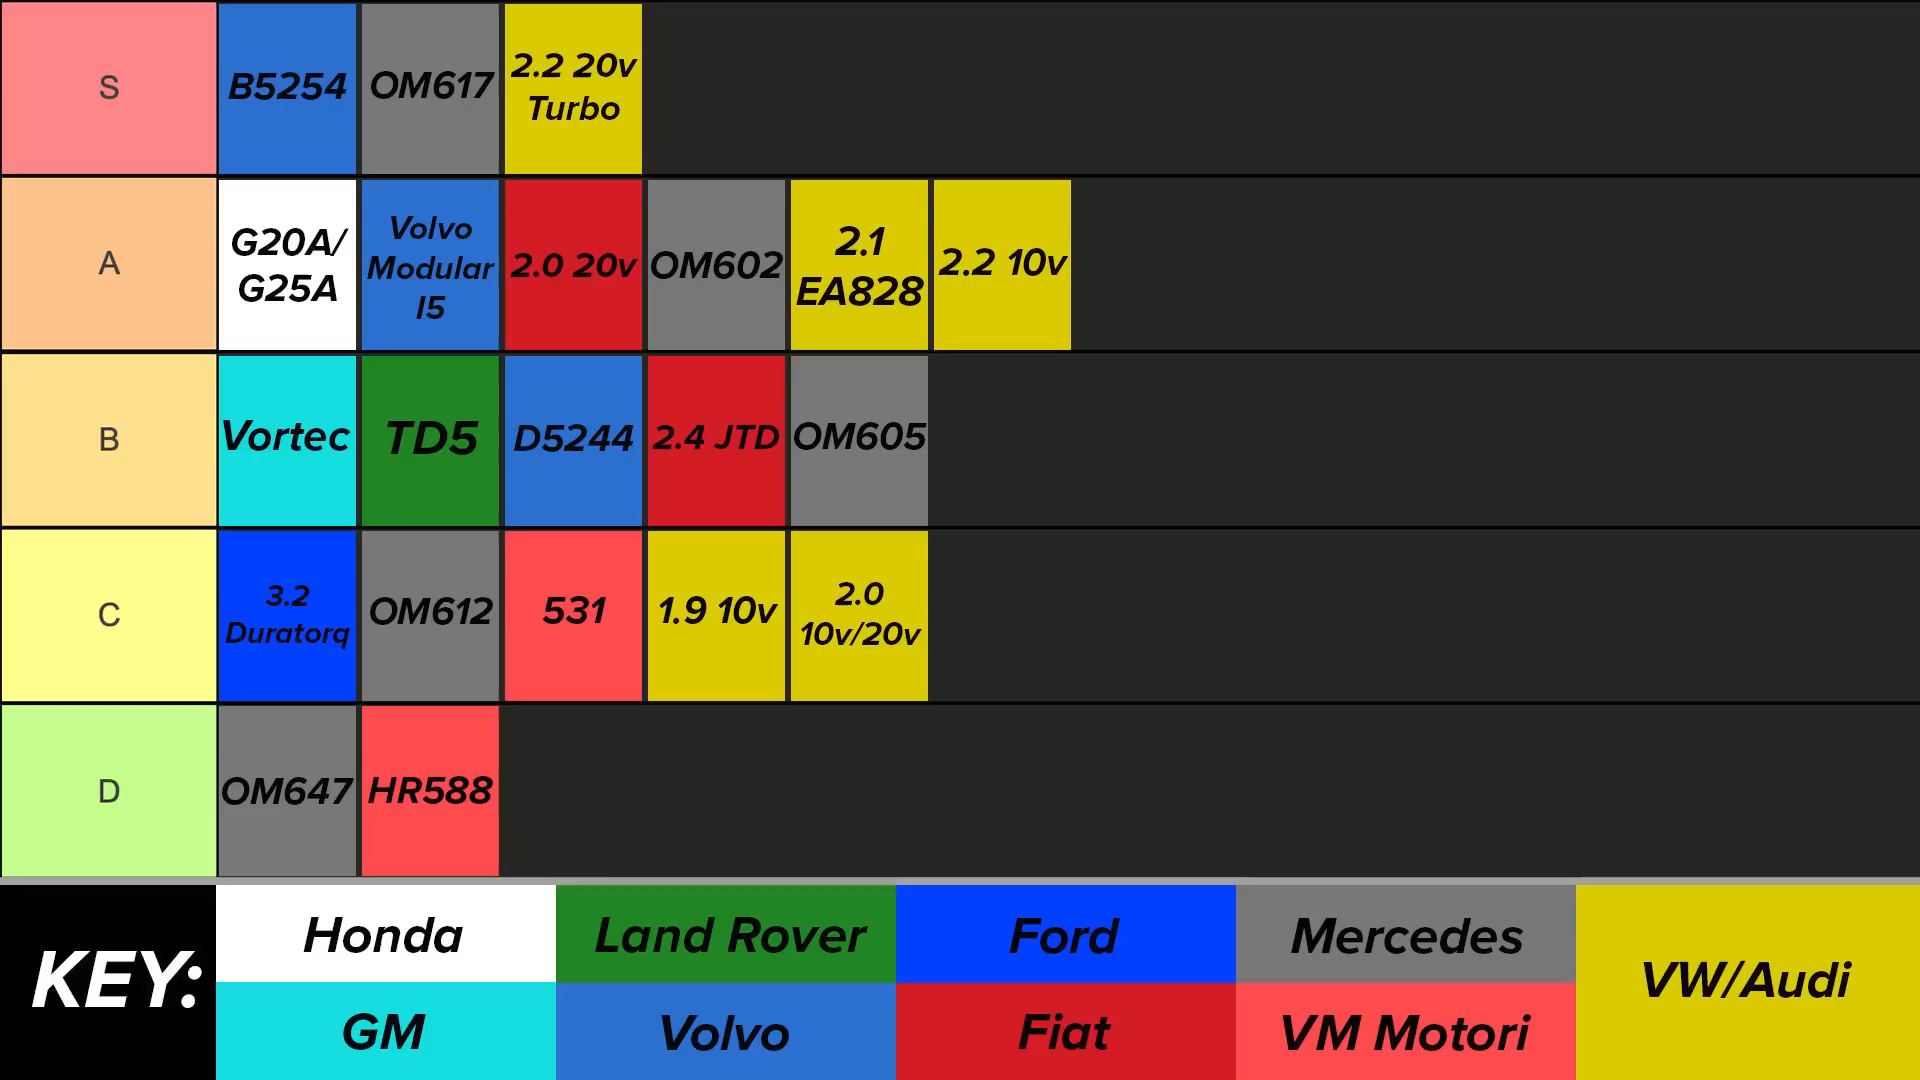 S
B5254
OM617
2.2 20v
Turbo
A
G20A/
G25A
Volvo
Modular
I5
2.0 20v
OM602
2.1
EA828
2.2 10v
B
Vortec
TD5
D5244
2.4 JTD
OM605
C
3.2
Duratorq
OM612
531
1.9 10v
2.0
10v/20v
D
OM647
HR588
KEY:
Honda
Land Rover
Ford
Mercedes
VW/Audi
GM
Volvo
Fiat
VM Motori